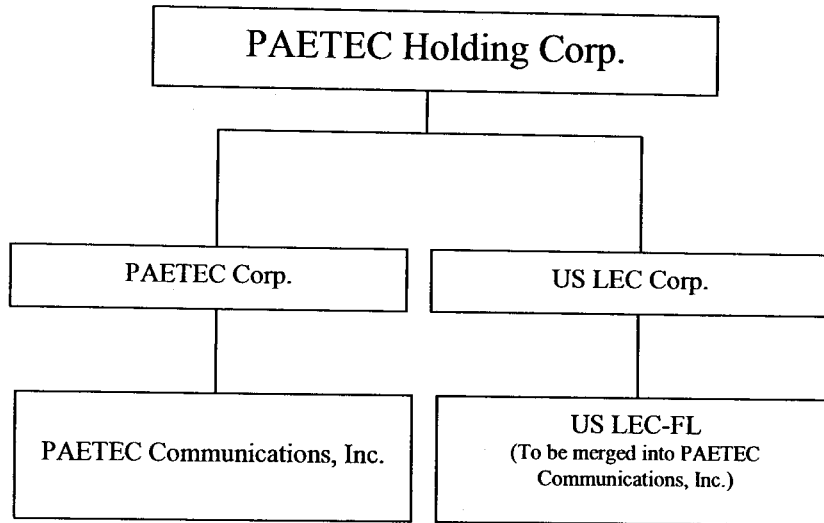 PAETEC Holding Corp.
PAETEC Corp.
US LEC Corp.
PAETEC Communications, Inc.
US LEC-FL
(To be merged into PAETEC
Communications, Inc.)